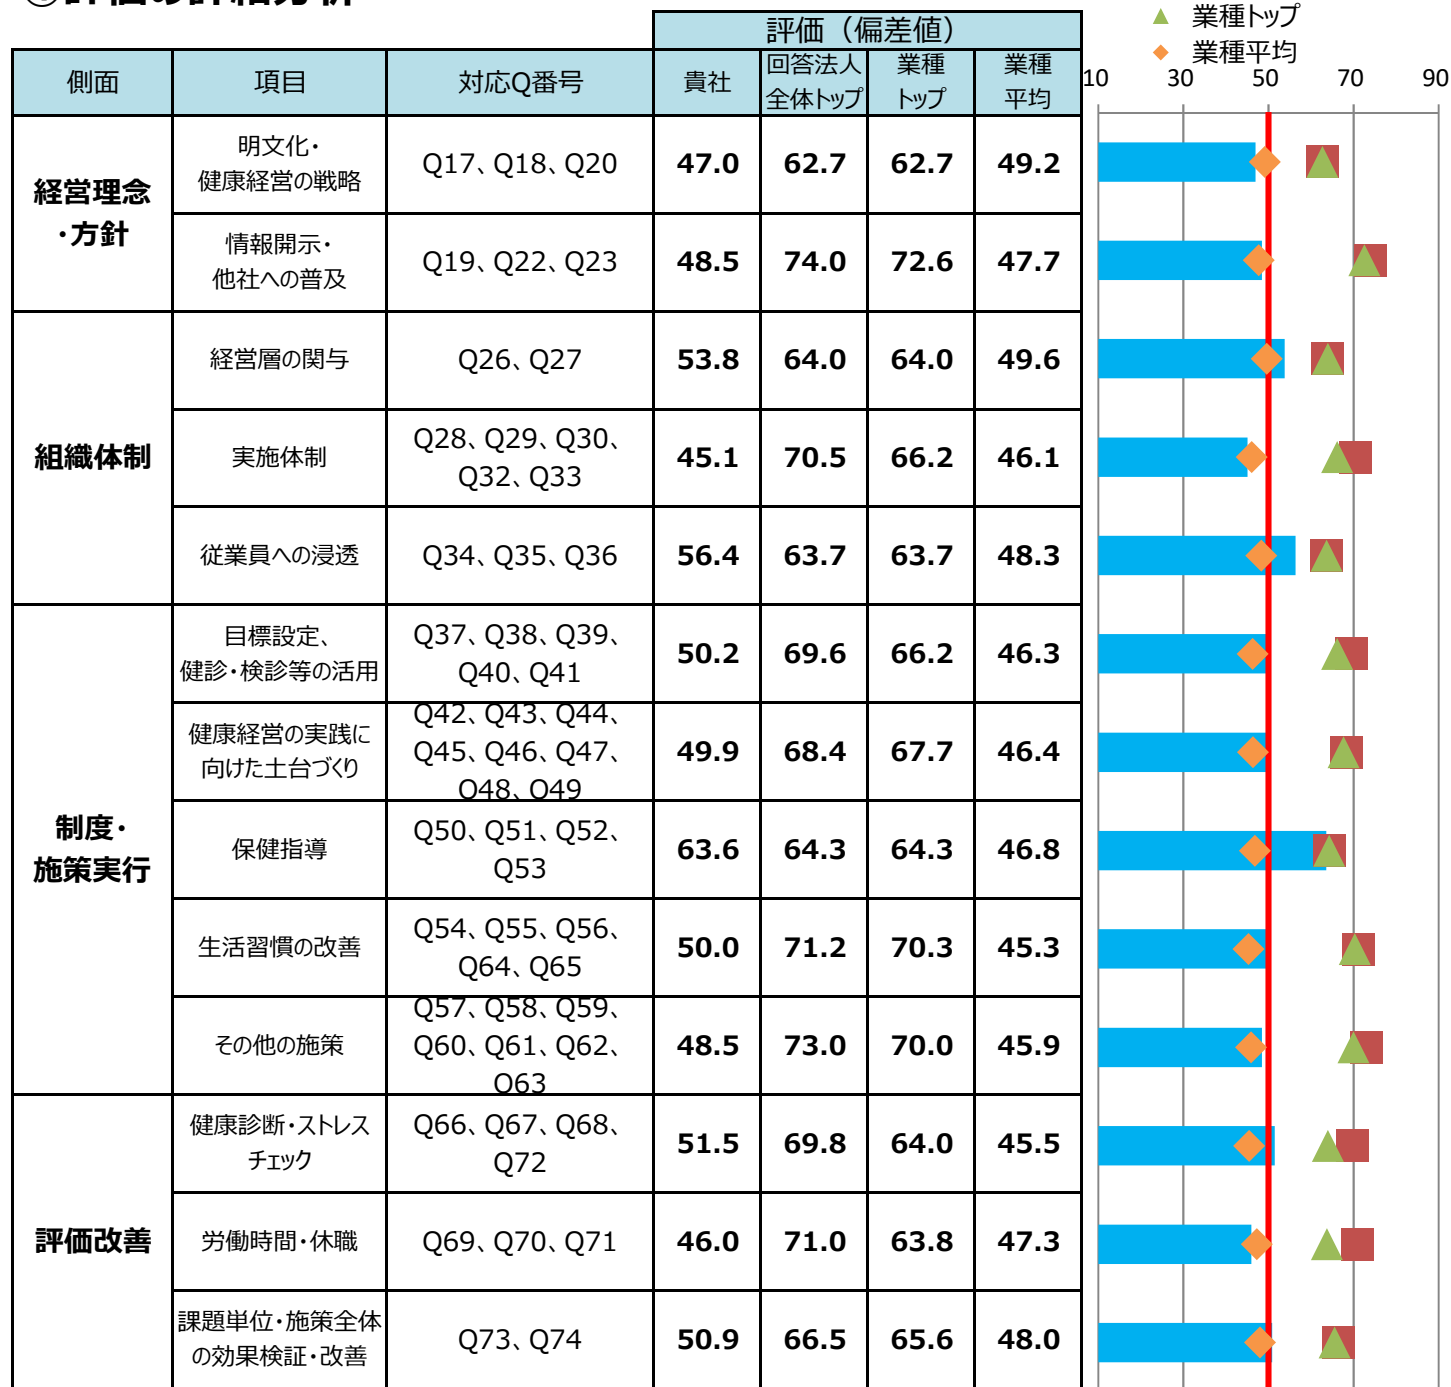 ▲ 業種トップ
◆ 業種平均
評価（偏差値）
側面 項目 対応Q番号 貴社 回答法人 業種 業種
全体トップ トップ 平均
10 30 50 70 90
経営理念
・方針
明文化・
健康経営の戦略
Q17、Q18、Q20 47.0 62.7 62.7 49.2
情報開示・
他社への普及
Q19、Q22、Q23 48.5 74.0 72.6 47.7
組織体制
経営層の関与 Q26、Q27 53.8 64.0 64.0 49.6
実施体制
Q28、Q29、Q30、
Q32、Q33
45.1 70.5 66.2 46.1
従業員への浸透 Q34、Q35、Q36 56.4 63.7 63.7 48.3
制度・
施策実行
目標設定、
健診・検診等の活用
Q37、Q38、Q39、
Q40、Q41
50.2 69.6 66.2 46.3
健康経営の実践に
向けた土台づくり
Q42、Q43、Q44、
Q45、Q46、Q47、
Q48、Q49
49.9 68.4 67.7 46.4
保健指導
Q50、Q51、Q52、
Q53
63.6 64.3 64.3 46.8
生活習慣の改善
Q54、Q55、Q56、
Q64、Q65
50.0 71.2 70.3 45.3
その他の施策
Q57、Q58、Q59、
Q60、Q61、Q62、
Q63
48.5 73.0 70.0 45.9
評価改善
健康診断・ストレス
チェック
Q66、Q67、Q68、
Q72
51.5 69.8 64.0 45.5
労働時間・休職 Q69、Q70、Q71 46.0 71.0 63.8 47.3
課題単位・施策全体
の効果検証・改善
Q73、Q74 50.9 66.5 65.6 48.0